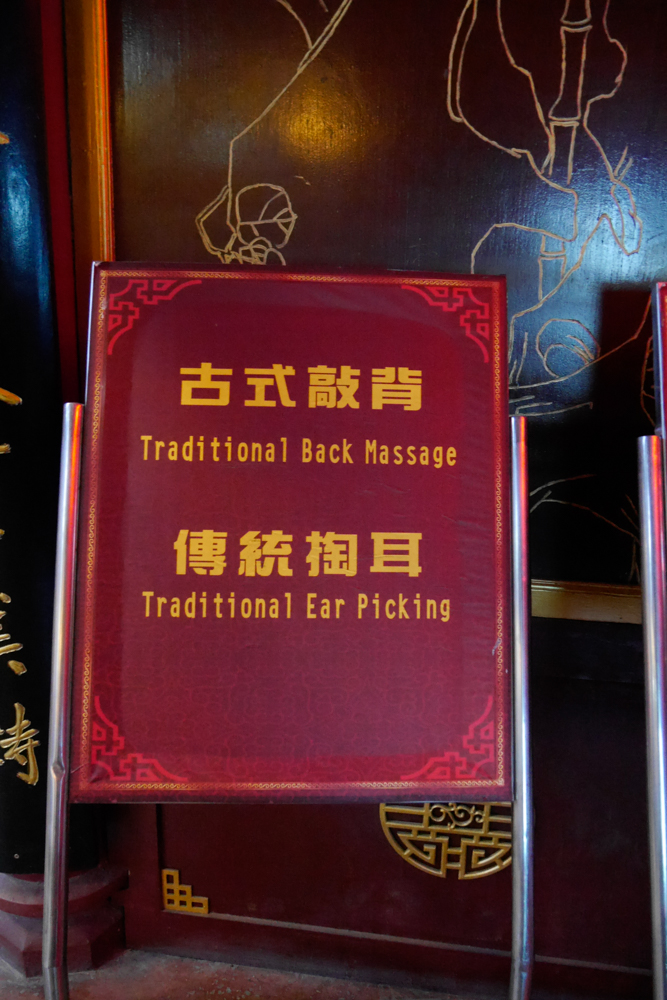 古式敲背
Traditional Back Massage
傳統掏耳
Traditional Ear Picking